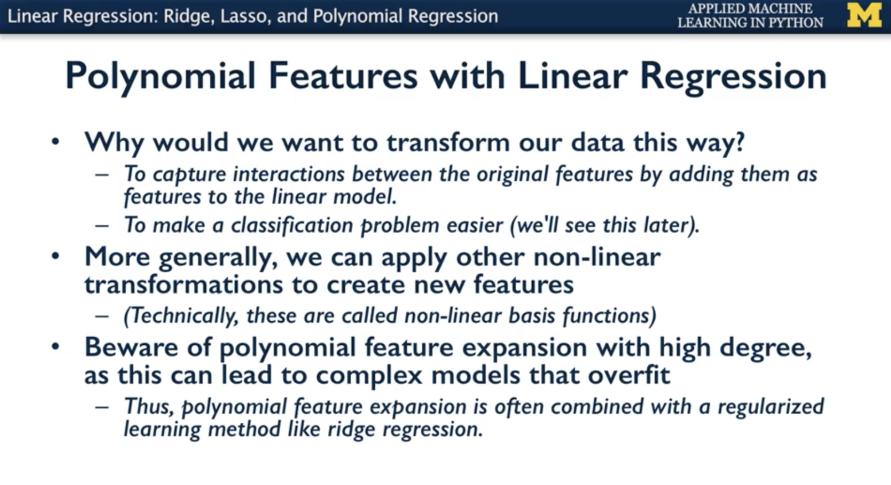 Linear Regression: Ridge, Lasso, and Polynomial Regression
APPLIED MACHINE
LEARNING IN PYTHON
M
Polynomial Features with Linear Regression
• Why would we want to transform our data this way?
– To capture interactions between the original features by adding them as
features to the linear model.
– To make a classification problem easier (we'll see this later).
• More generally, we can apply other non-linear
transformations to create new features
– (Technically, these are called non-linear basis functions)
• Beware of polynomial feature expansion with high degree,
as this can lead to complex models that overfit
– Thus, polynomial feature expansion is often combined with a regularized
learning method like ridge regression.